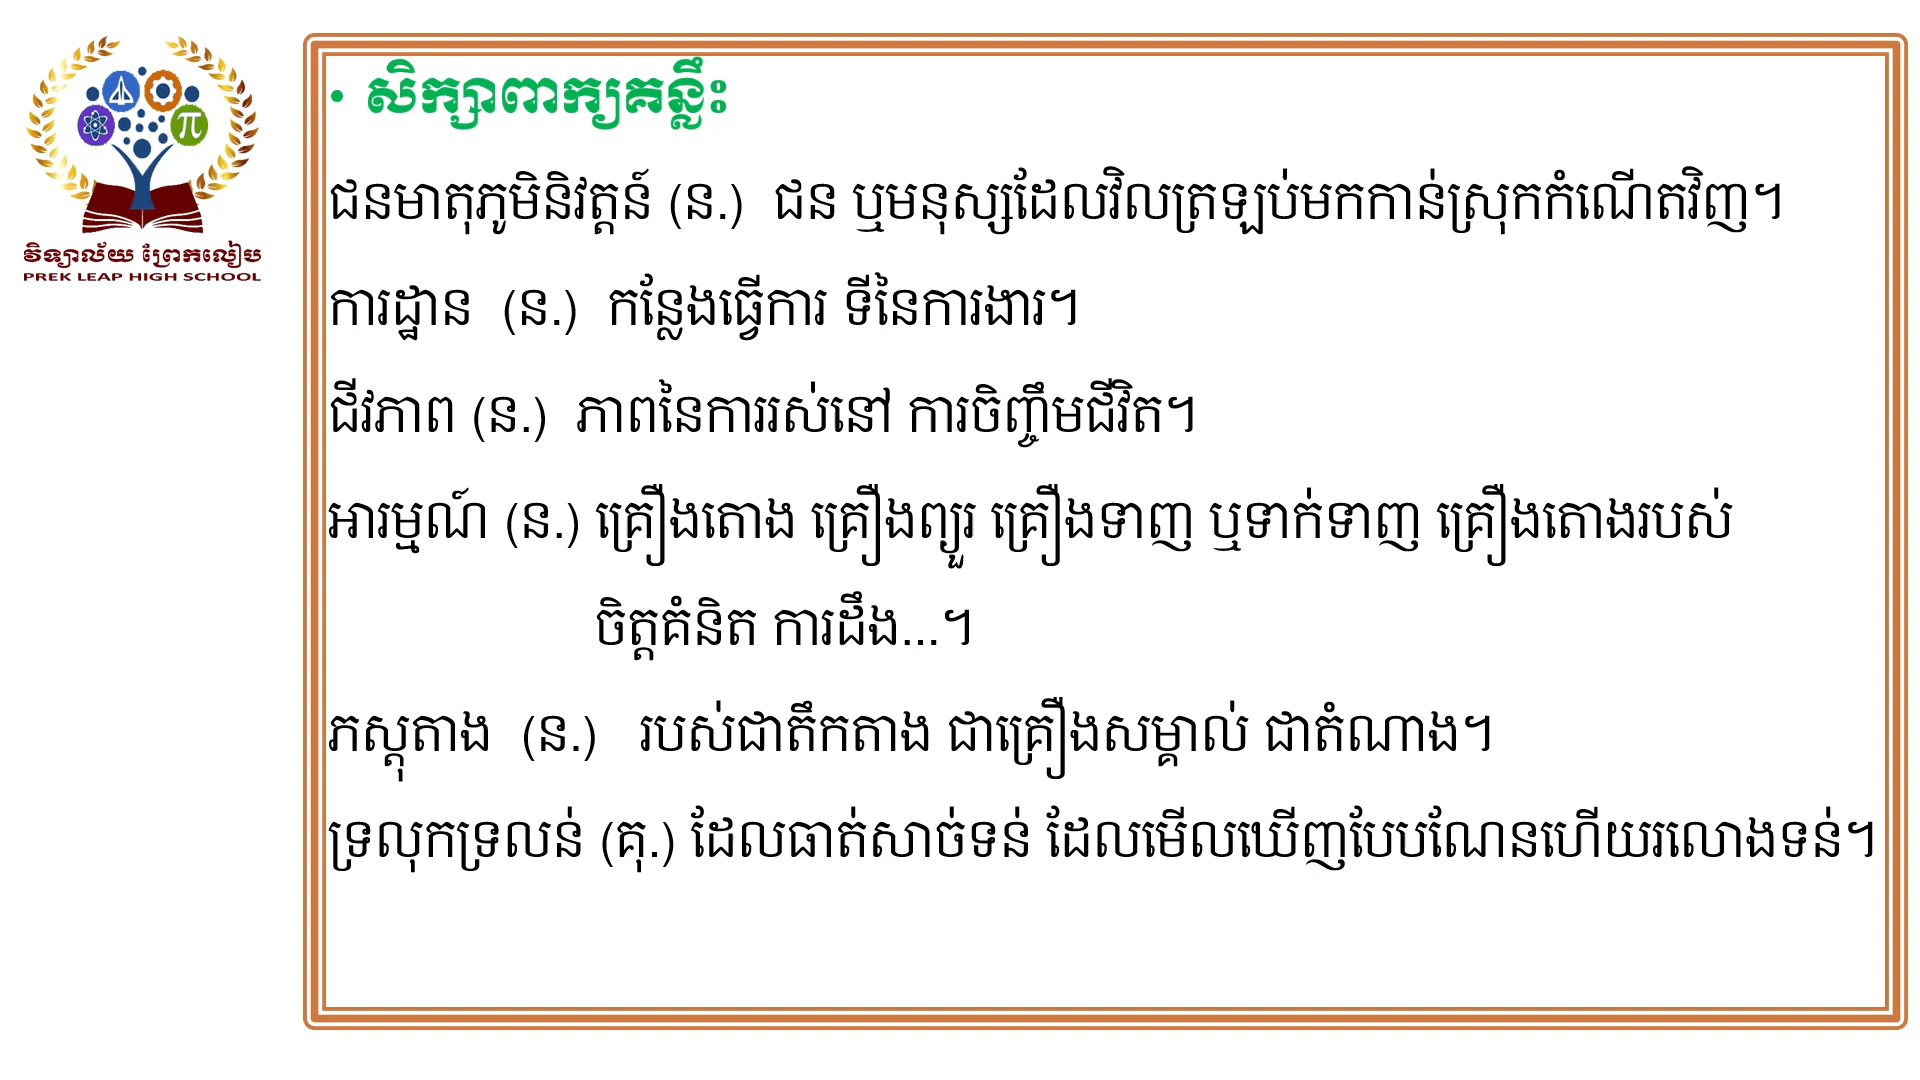 • សិក្សាពាក្យគន្លឹះ
ជនមាតុភូមិនិវត្តន៍ (ន.) ជន ឬមនុស្សដែលវិលត្រឡប់មកកាន់ស្រុកកំណើតវិញ។
ការដ្ឋាន (ន.) កន្លែងធ្វើការ ទីនៃការងារ។
ជីវភាព (ន.) ភាពនៃការរស់នៅ ការចិញ្ចឹមជីវិត។
អារម្មណ៍ (ន.) គ្រឿងតោង គ្រឿងព្យួរ គ្រឿងទាញ ឬទាក់ទាញ គ្រឿងតោងរបស់
ចិត្តគំនិត ការដឹង...។
ភស្តុតាង (ន.) របស់ជាតឹកតាង ជាគ្រឿងសម្គាល់ ជាតំណាង។
ទ្រលុកទ្រលន់ (គុ.) ដែលធាត់សាច់ទន់ ដែលមើលឃើញបែបណែនហើយរលោងទន់។
វិទ្យាល័យ ព្រែកលៀប
PREK LEAP HIGH SCHOOL